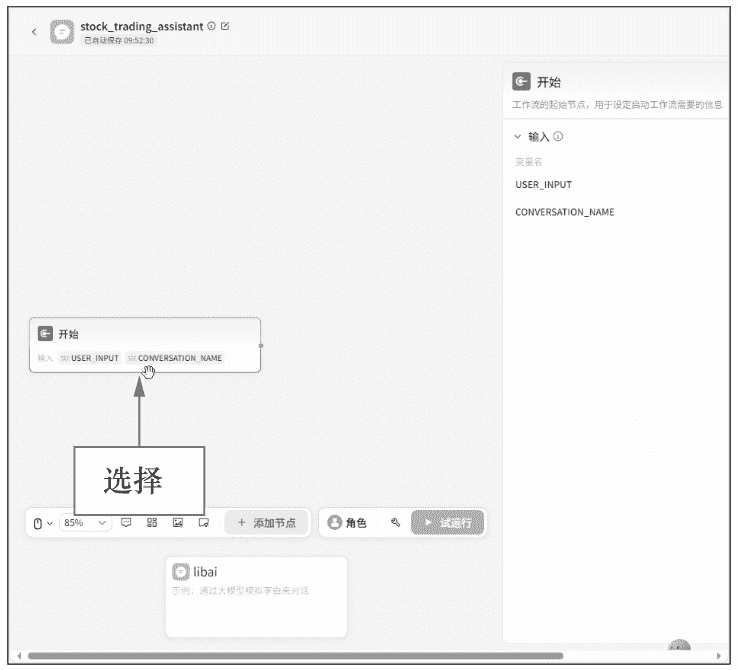 stock_trading_assistant
已自动保存 09:52:30
开始
工作流的起始节点，用于设定启动工作流需要的信息
输入
变量名
USER_INPUT
CONVERSATION_NAME
开始
输入 str. USER_INPUT str. CONVERSATION_NAME
选择
85% + 添加节点 角色 试运行
libai
示例：通过大模型模拟李白来对话